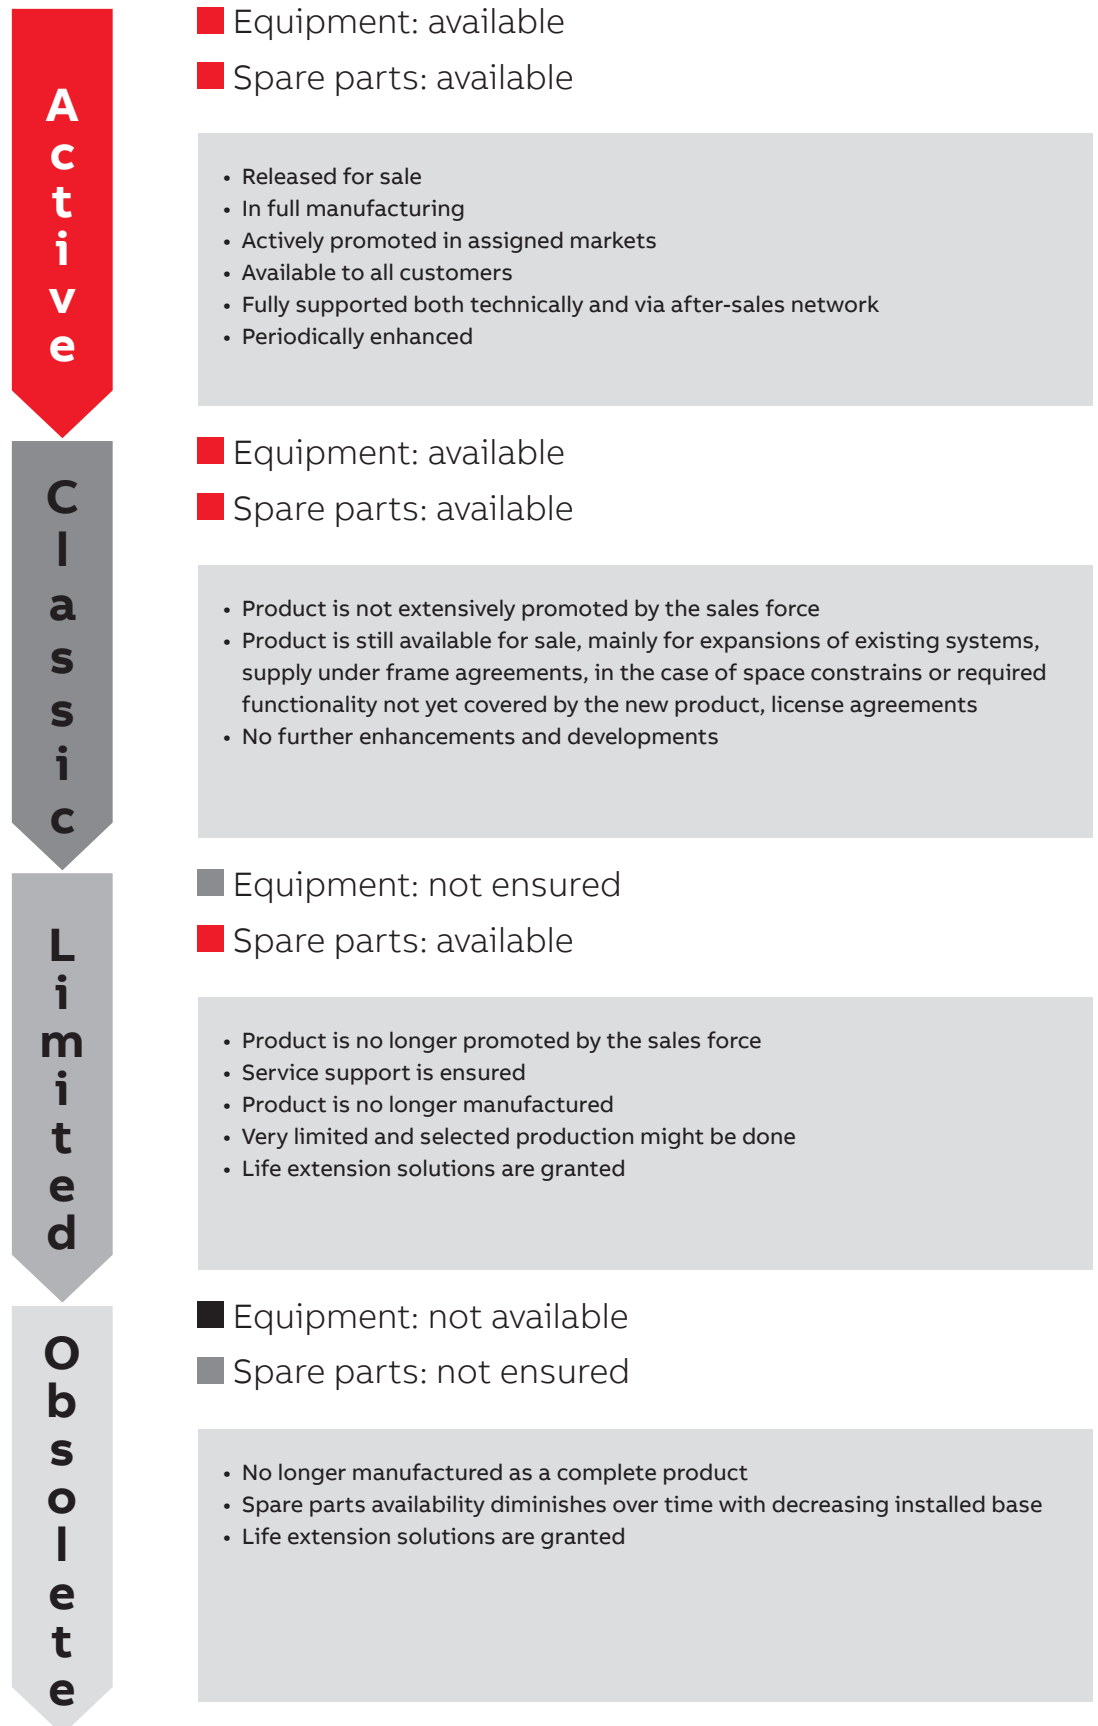 Active
Equipment: available
Spare parts: available
• Released for sale
• In full manufacturing
• Actively promoted in assigned markets
• Available to all customers
• Fully supported both technically and via after-sales network
• Periodically enhanced
Classic
Equipment: available
Spare parts: available
• Product is not extensively promoted by the sales force
• Product is still available for sale, mainly for expansions of existing systems,
supply under frame agreements, in the case of space constrains or required
functionality not yet covered by the new product, license agreements
• No further enhancements and developments
Limited
Equipment: not ensured
Spare parts: available
• Product is no longer promoted by the sales force
• Service support is ensured
• Product is no longer manufactured
• Very limited and selected production might be done
• Life extension solutions are granted
Obsolete
Equipment: not available
Spare parts: not ensured
• No longer manufactured as a complete product
• Spare parts availability diminishes over time with decreasing installed base
• Life extension solutions are granted